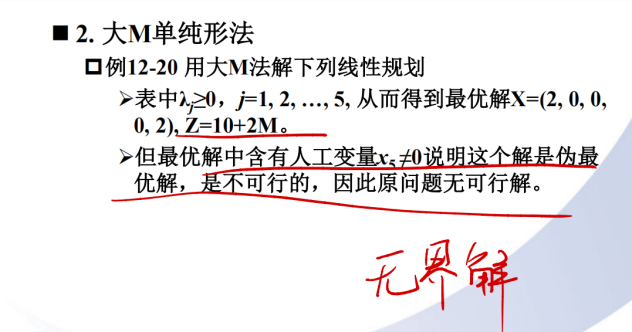 2. 大M单纯形法
例12-20 用大M法解下列线性规划
表中λj≥0，j=1, 2, …, 5, 从而得到最优解X=(2, 0, 0,
0, 2), Z=10+2M。
但最优解中含有人工变量x5≠0说明这个解是伪最
优解，是不可行的，因此原问题无可行解。
无界解